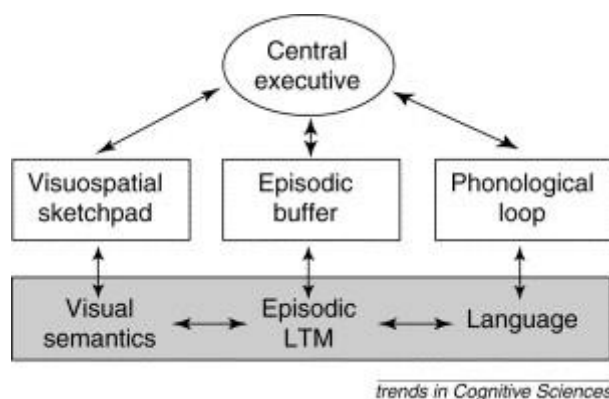 Central
executive
Visuospatial
sketchpad
Episodic
buffer
Phonological
loop
Visual
semantics
Episodic
LTM
Language
trends in Cognitive Sciences